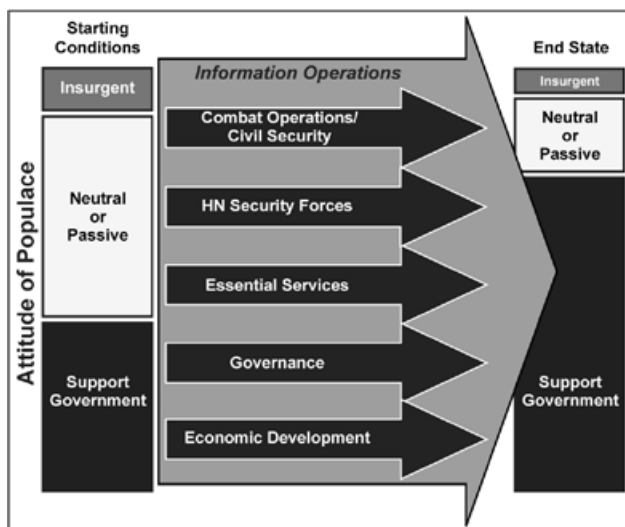 Starting
Conditions
End State
Information Operations
Insurgent
Insurgent
Combat Operations/
Civil Security
Neutral
or
Passive
Neutral
or
Passive
HN Security Forces
Essential Services
Governance
Support
Government
Support
Government
Economic Development
Attitude of Populace